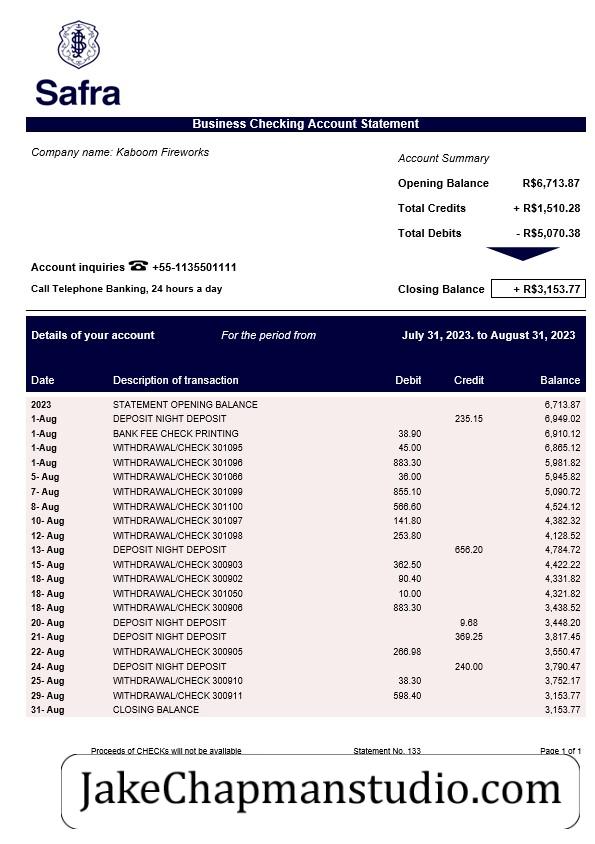 Safra
Business Checking Account Statement
Company name: Kaboom Fireworks
Account Summary
Opening Balance R$6,713.87
Total Credits + R$1,510.28
Total Debits - R$5,070.38
Account inquiries ☎ +55-1135501111
Call Telephone Banking, 24 hours a day
Closing Balance + R$3,153.77
Details of your account For the period from July 31, 2023. to August 31, 2023
Date Description of transaction Debit Credit Balance
2023 STATEMENT OPENING BALANCE 6,713.87
1-Aug DEPOSIT NIGHT DEPOSIT 235.15 6,949.02
1-Aug BANK FEE CHECK PRINTING 38.90 6,910.12
1-Aug WITHDRAWAL/CHECK 301095 45.00 6,865.12
1-Aug WITHDRAWAL/CHECK 301096 883.30 5,981.82
5- Aug WITHDRAWAL/CHECK 301066 36.00 5,945.82
7- Aug WITHDRAWAL/CHECK 301099 855.10 5,090.72
8- Aug WITHDRAWAL/CHECK 301100 566.60 4,524.12
10- Aug WITHDRAWAL/CHECK 301097 141.80 4,382.32
12- Aug WITHDRAWAL/CHECK 301098 253.80 4,128.52
13- Aug DEPOSIT NIGHT DEPOSIT 656.20 4,784.72
15- Aug WITHDRAWAL/CHECK 300903 362.50 4,422.22
18- Aug WITHDRAWAL/CHECK 300902 90.40 4,331.82
18- Aug WITHDRAWAL/CHECK 301050 10.00 4,321.82
18- Aug WITHDRAWAL/CHECK 300906 883.30 3,438.52
20- Aug DEPOSIT NIGHT DEPOSIT 9.68 3,448.20
21- Aug DEPOSIT NIGHT DEPOSIT 369.25 3,817.45
22- Aug WITHDRAWAL/CHECK 300905 266.98 3,550.47
24- Aug DEPOSIT NIGHT DEPOSIT 240.00 3,790.47
25- Aug WITHDRAWAL/CHECK 300910 38.30 3,752.17
29- Aug WITHDRAWAL/CHECK 300911 598.40 3,153.77
31- Aug CLOSING BALANCE 3,153.77
Proceeds of CHECKs will not be available Statement No. 133 Page 1 of 1
JakeChapmanstudio.com